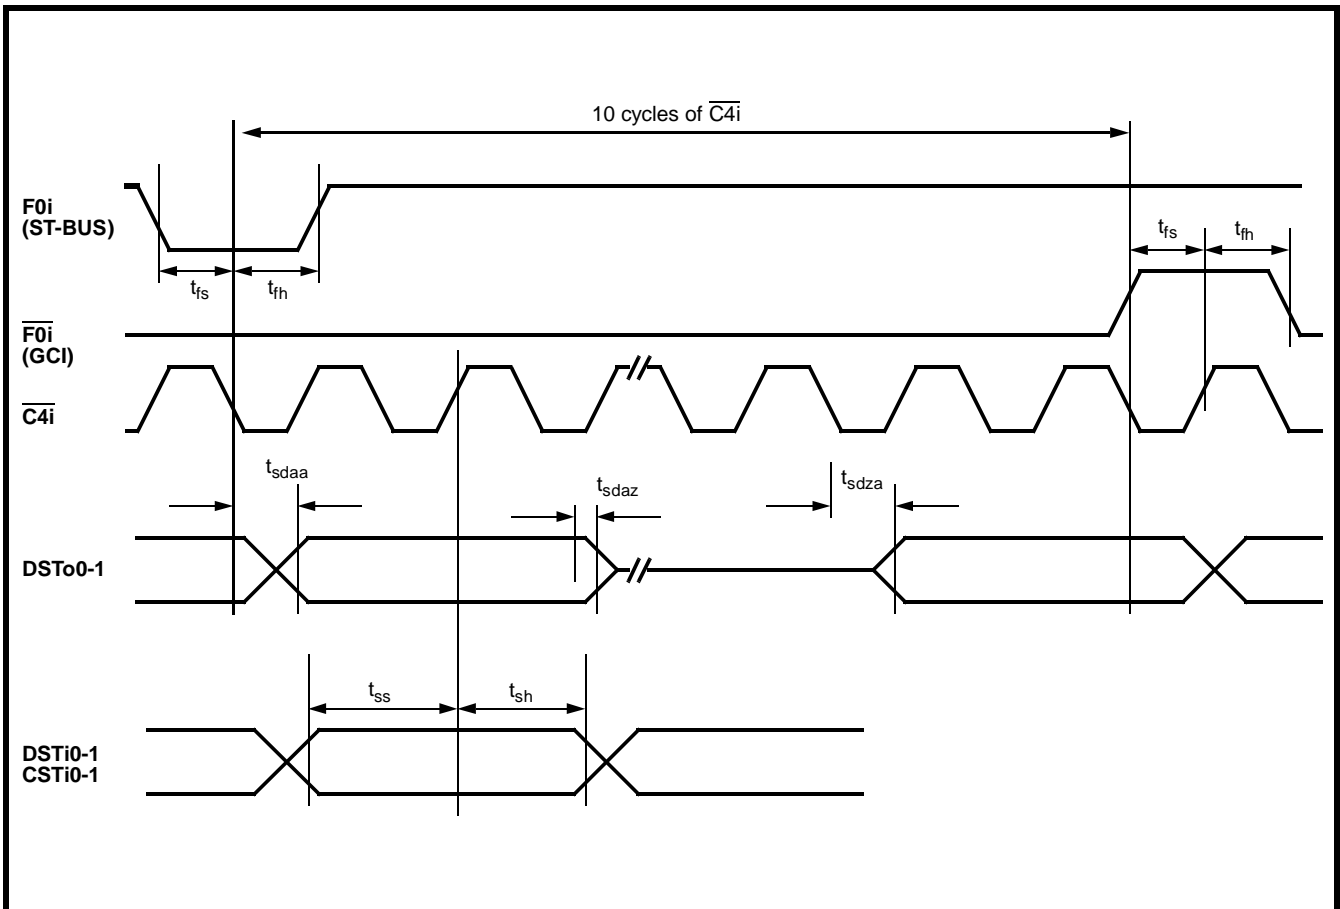 10 cycles of C4i
F0i
(ST-BUS)
tfs
tfh
tfs
tfh
F0i
(GCI)
C4i
tsdaa
tsdaz
tsdza
DSTo0-1
tss
tsh
DSTi0-1
CSTi0-1